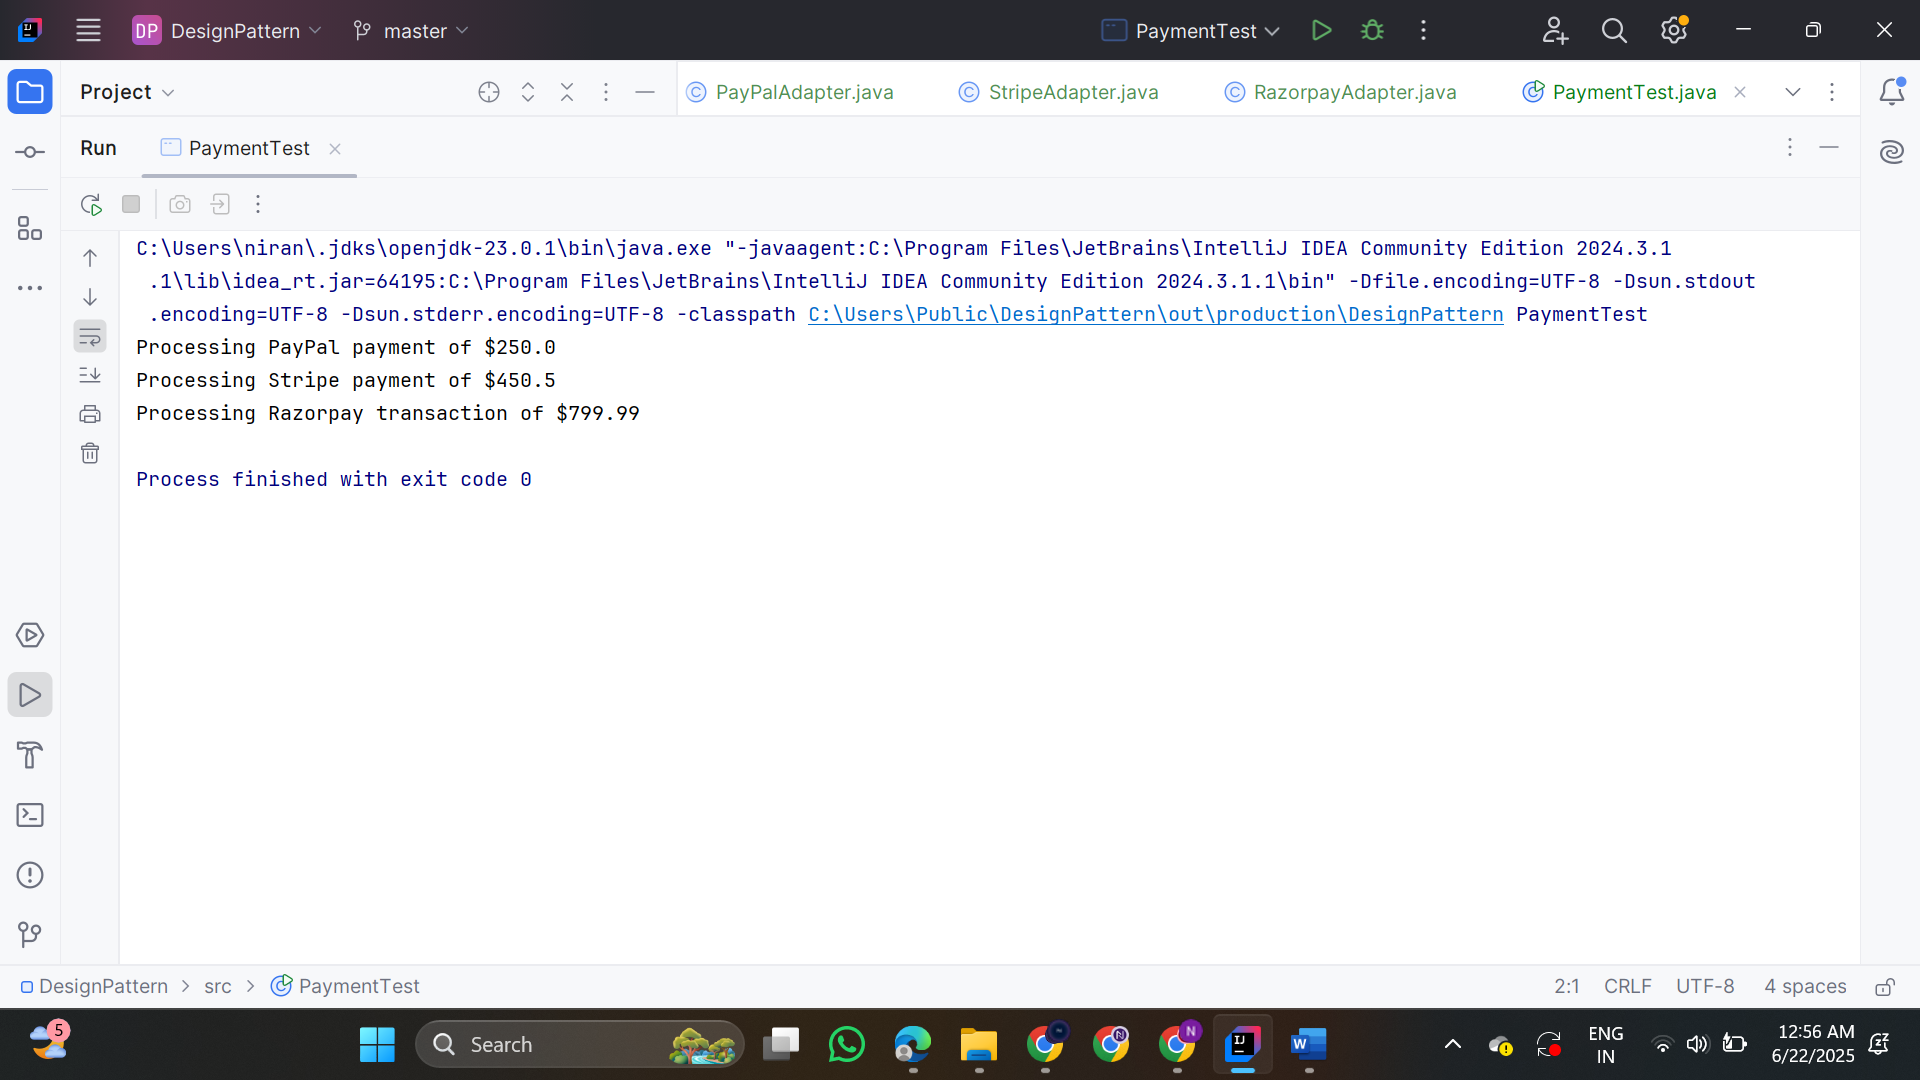 DP DesignPattern master PaymentTest
Project PayPalAdapter.java StripeAdapter.java RazorpayAdapter.java PaymentTest.java
Run PaymentTest
C:\Users\niran\.jdks\openjdk-23.0.1\bin\java.exe "-javaagent:C:\Program Files\JetBrains\IntelliJ IDEA Community Edition 2024.3.1
.1\lib\idea_rt.jar=64195:C:\Program Files\JetBrains\IntelliJ IDEA Community Edition 2024.3.1.1\bin" -Dfile.encoding=UTF-8 -Dsun.stdout
.encoding=UTF-8 -Dsun.stderr.encoding=UTF-8 -classpath C:\Users\Public\DesignPattern\out\production\DesignPattern PaymentTest
Processing PayPal payment of $250.0
Processing Stripe payment of $450.5
Processing Razorpay transaction of $799.99
Process finished with exit code 0
DesignPattern > src > PaymentTest 2:1 CRLF UTF-8 4 spaces
5 Search ENG 12:56 AM
IN 6/22/2025